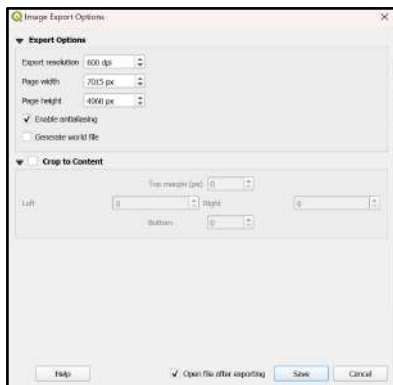 Image Export Options
Export Options
Export resolution 600 dpi
Page width 7015 px
Page height 4960 px
Enable antialiasing
Generate world file
Crop to Content
Top margin (px) 0
Left 0 Right 0
Bottom 0
Help Open file after exporting Save Cancel